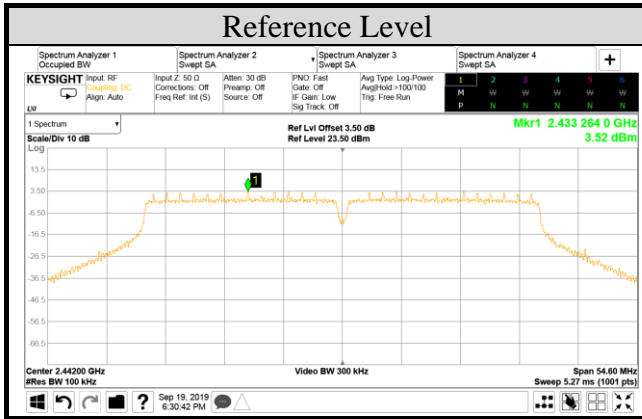 Reference Level
Spectrum Analyzer 1
Occupied BW
Spectrum Analyzer 2
Swept SA
Spectrum Analyzer 3
Swept SA
Spectrum Analyzer 4
Swept SA
+
KEYSIGHT
Input: RF
Coupling: DC
Align: Auto
Input Z: 50 Ω
Corrections: Off
Freq Ref: Int (S)
Atten: 30 dB
Preamp: Off
Source: Off
PNO: Fast
Gate: Off
IF Gain: Low
Sig Track: Off
Avg Type: Log-Power
Avg|Hold:>100/100
Trig: Free Run
1 2 3 4 5 6
M W W W W W
P N N N N N
LXI
1 Spectrum
Scale/Div 10 dB
Ref Lvl Offset 3.50 dB
Ref Level 23.50 dBm
Mkr1 2.433 264 0 GHz
3.52 dBm
Log
13.5
3.50
-6.50
-16.5
-26.5
-36.5
-46.5
-56.5
-66.5
1
Center 2.44200 GHz
#Res BW 100 kHz
Video BW 300 kHz
Span 54.60 MHz
Sweep 5.27 ms (1001 pts)
?
Sep 19, 2019
6:30:42 PM